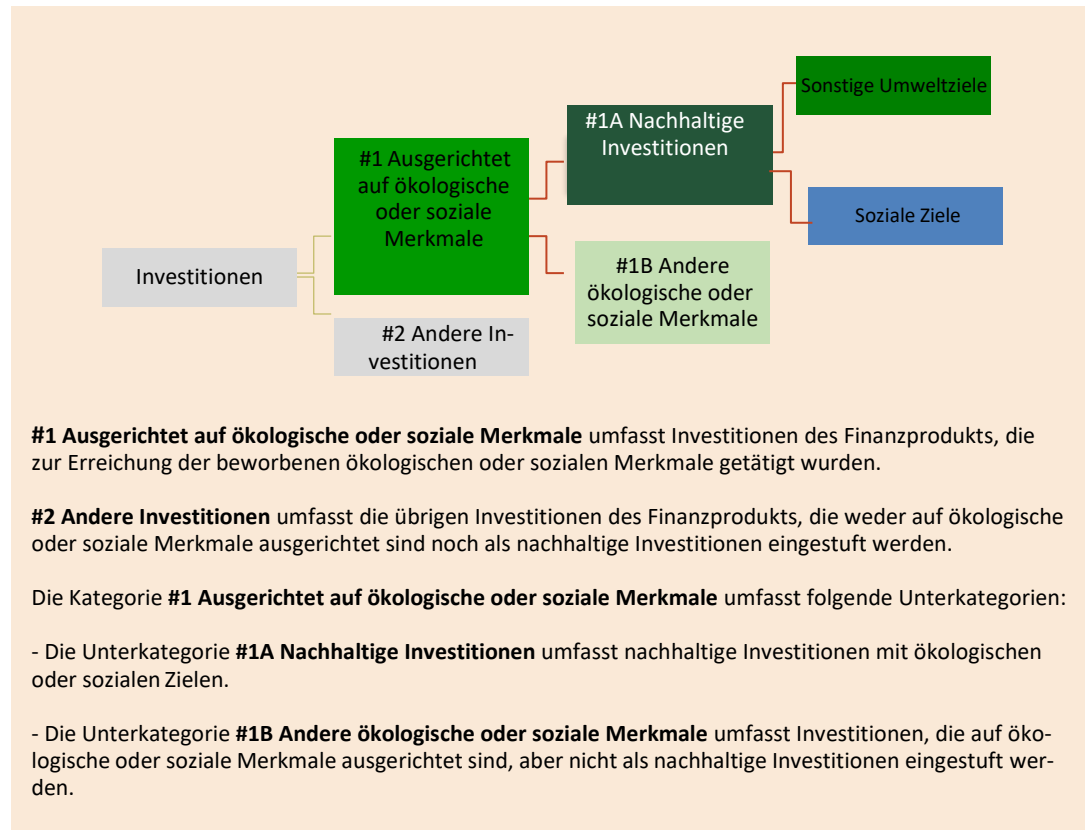 Sonstige Umweltziele
#1A Nachhaltige
Investitionen
#1 Ausgerichtet
auf ökologische
oder soziale
Merkmale
Soziale Ziele
Investitionen
#1B Andere
ökologische oder
soziale Merkmale
#2 Andere In-
vestitionen
#1 Ausgerichtet auf ökologische oder soziale Merkmale umfasst Investitionen des Finanzprodukts, die
zur Erreichung der beworbenen ökologischen oder sozialen Merkmale getätigt wurden.
#2 Andere Investitionen umfasst die übrigen Investitionen des Finanzprodukts, die weder auf ökologische
oder soziale Merkmale ausgerichtet sind noch als nachhaltige Investitionen eingestuft werden.
Die Kategorie #1 Ausgerichtet auf ökologische oder soziale Merkmale umfasst folgende Unterkategorien:
- Die Unterkategorie #1A Nachhaltige Investitionen umfasst nachhaltige Investitionen mit ökologischen
oder sozialen Zielen.
- Die Unterkategorie #1B Andere ökologische oder soziale Merkmale umfasst Investitionen, die auf öko-
logische oder soziale Merkmale ausgerichtet sind, aber nicht als nachhaltige Investitionen eingestuft wer-
den.